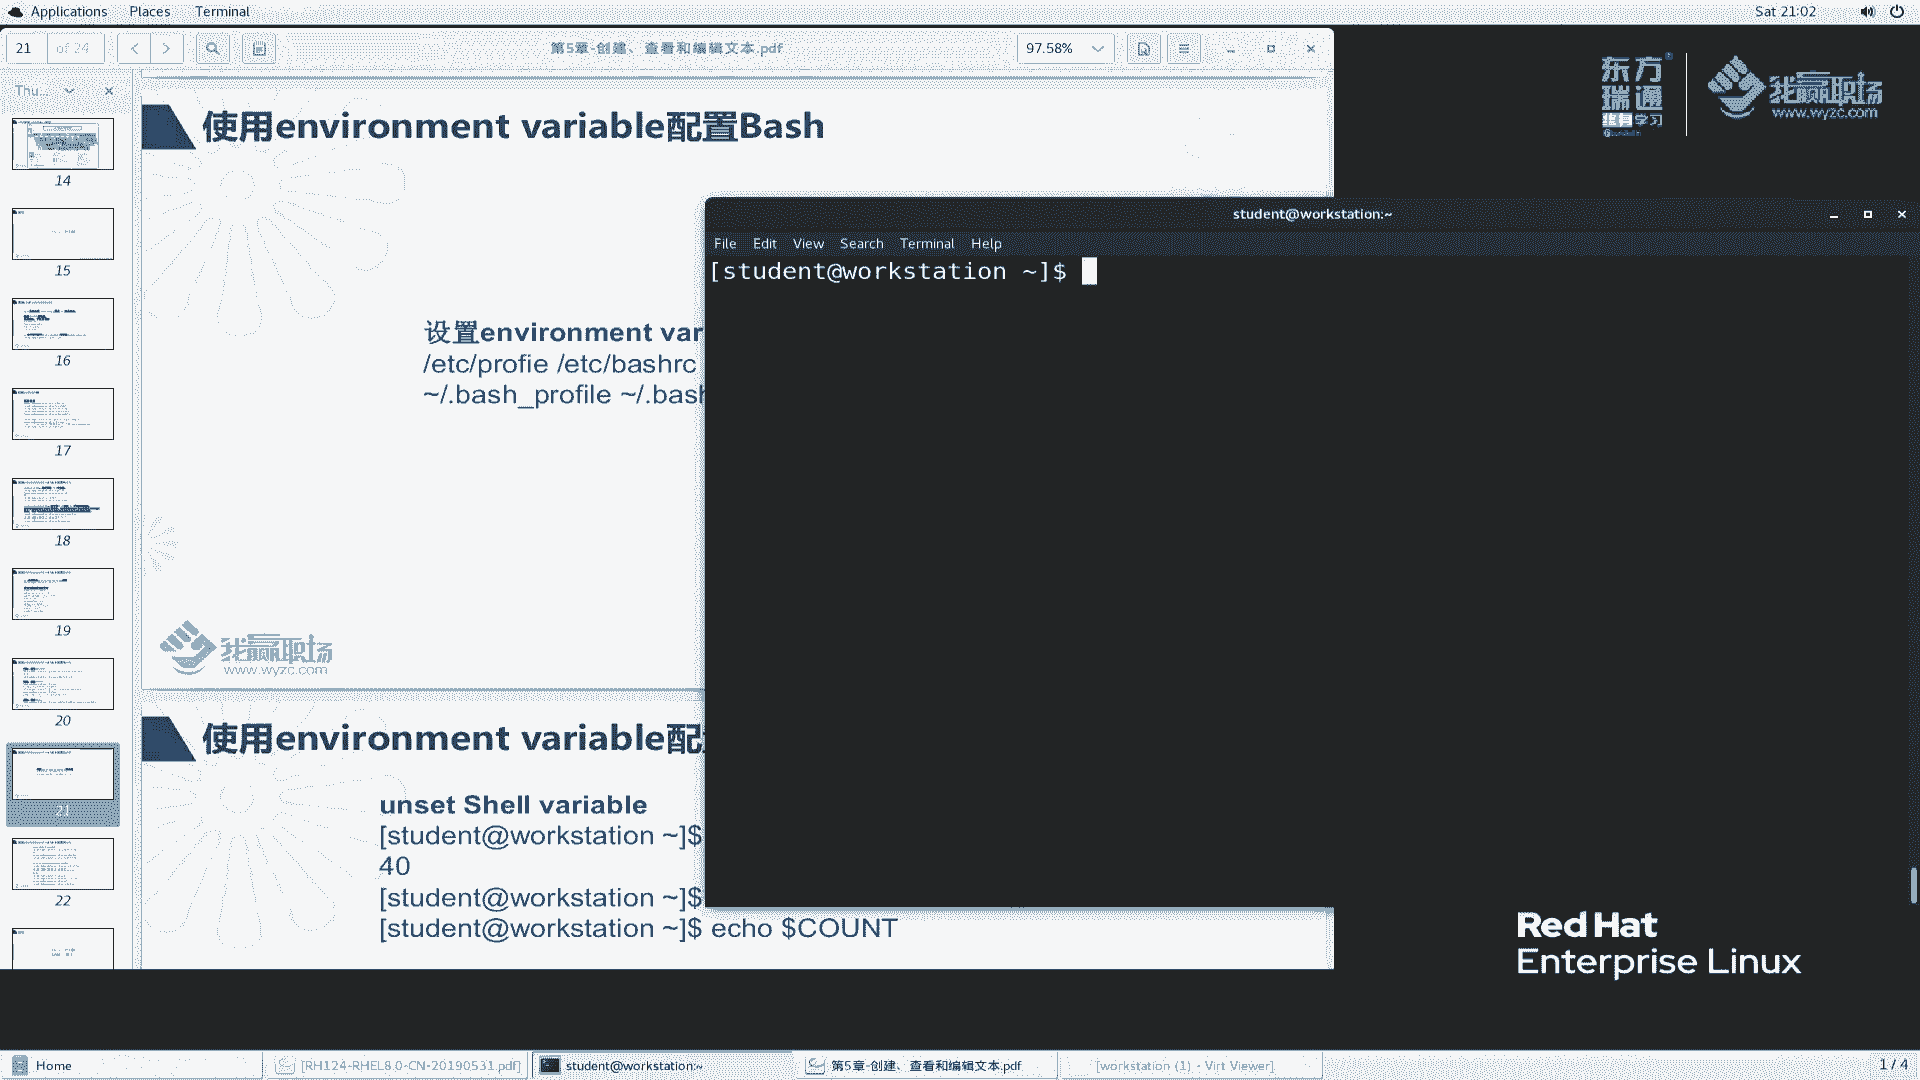 Applications Places Terminal
Sat 21:02
21 of 24
第5章-创建、查看和编辑文本.pdf
97.58%
Thu...
14
15
16
17
18
19
20
21
22
使用environment variable配置Bash
设置environment var
/etc/profie /etc/bashrc
~/.bash_profile ~/.bash
我赢职场
www.wyzc.com
使用environment variable配
unset Shell variable
[student@workstation ~]$
40
[student@workstation ~]$
[student@workstation ~]$ echo $COUNT
东方瑞通
终身学习
我赢职场
www.wyzc.com
student@workstation:~
File Edit View Search Terminal Help
[student@workstation ~]$
Red Hat
Enterprise Linux
Home
[RH124-RHEL8.0-CN-20190531.pdf]
student@workstation:~
第5章-创建、查看和编辑文本.pdf
[workstation (1) - Virt Viewer]
1 / 4